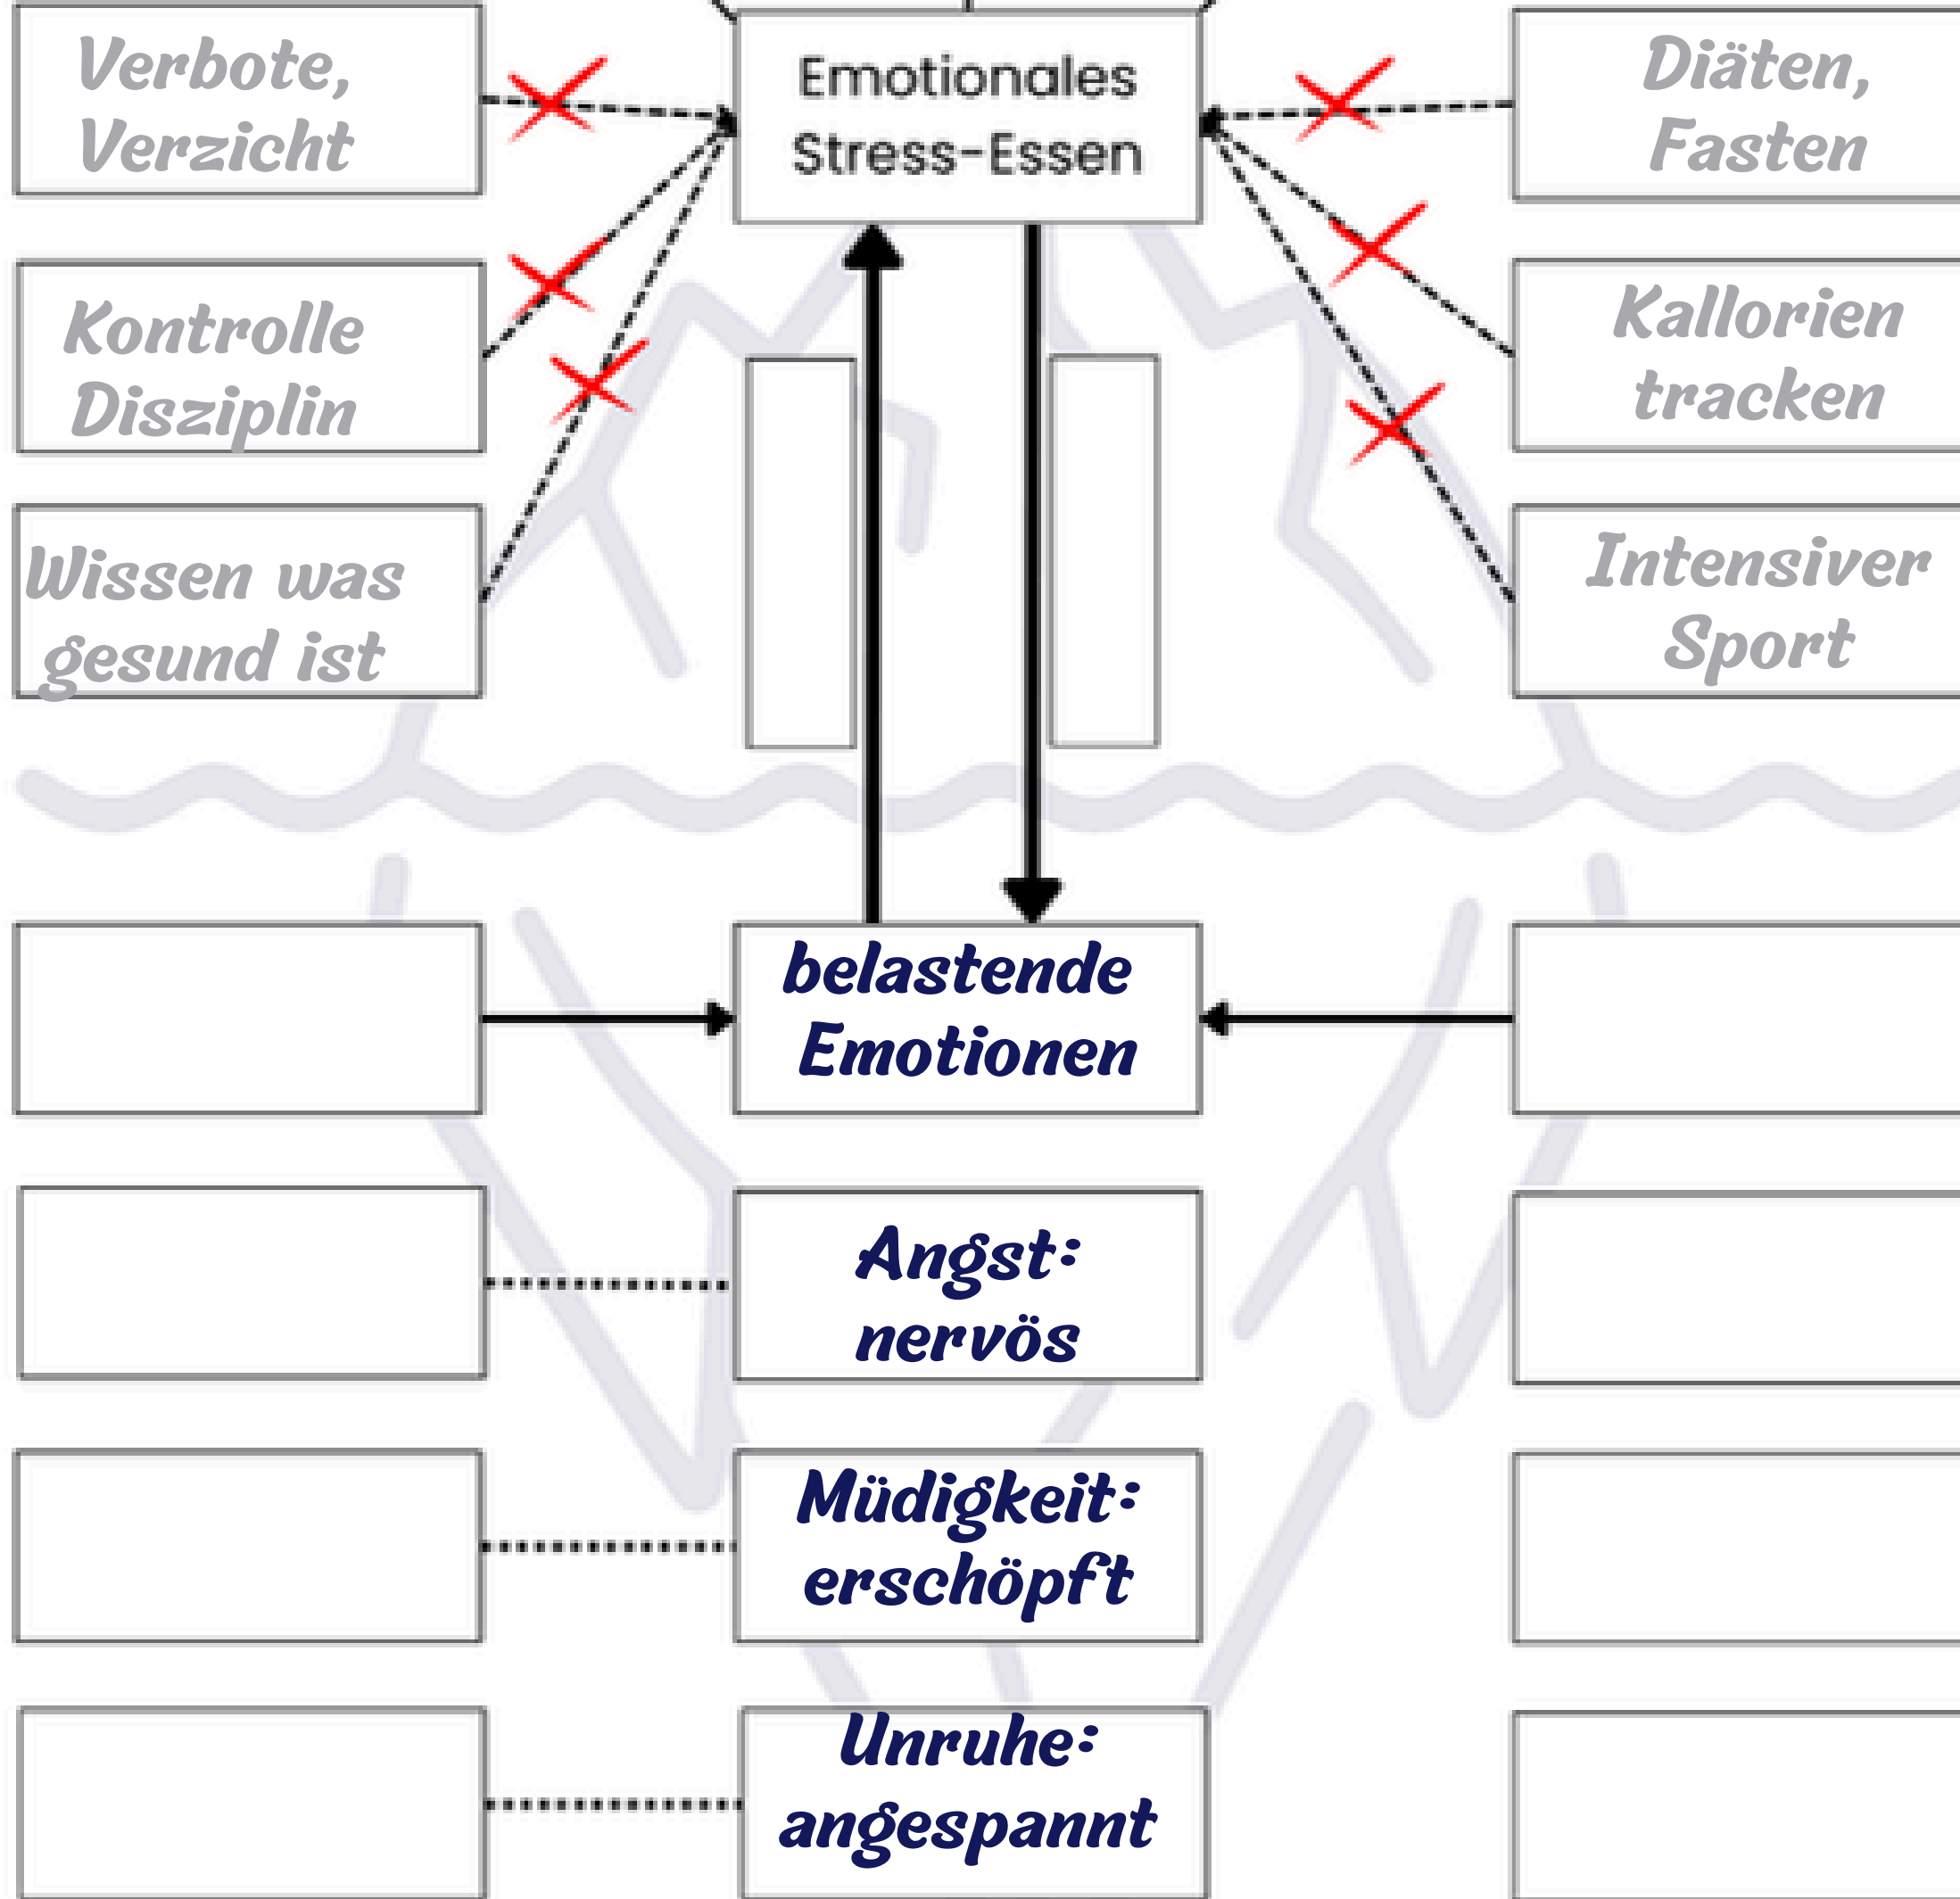 Verbote,
Verzicht
Emotionales
Stress-Essen
Diäten,
Fasten
Kontrolle
Disziplin
Kallorien
tracken
Wissen was
gesund ist
Intensiver
Sport
belastende
Emotionen
Angst:
nervös
Müdigkeit:
erschöpft
Unruhe:
angespannt